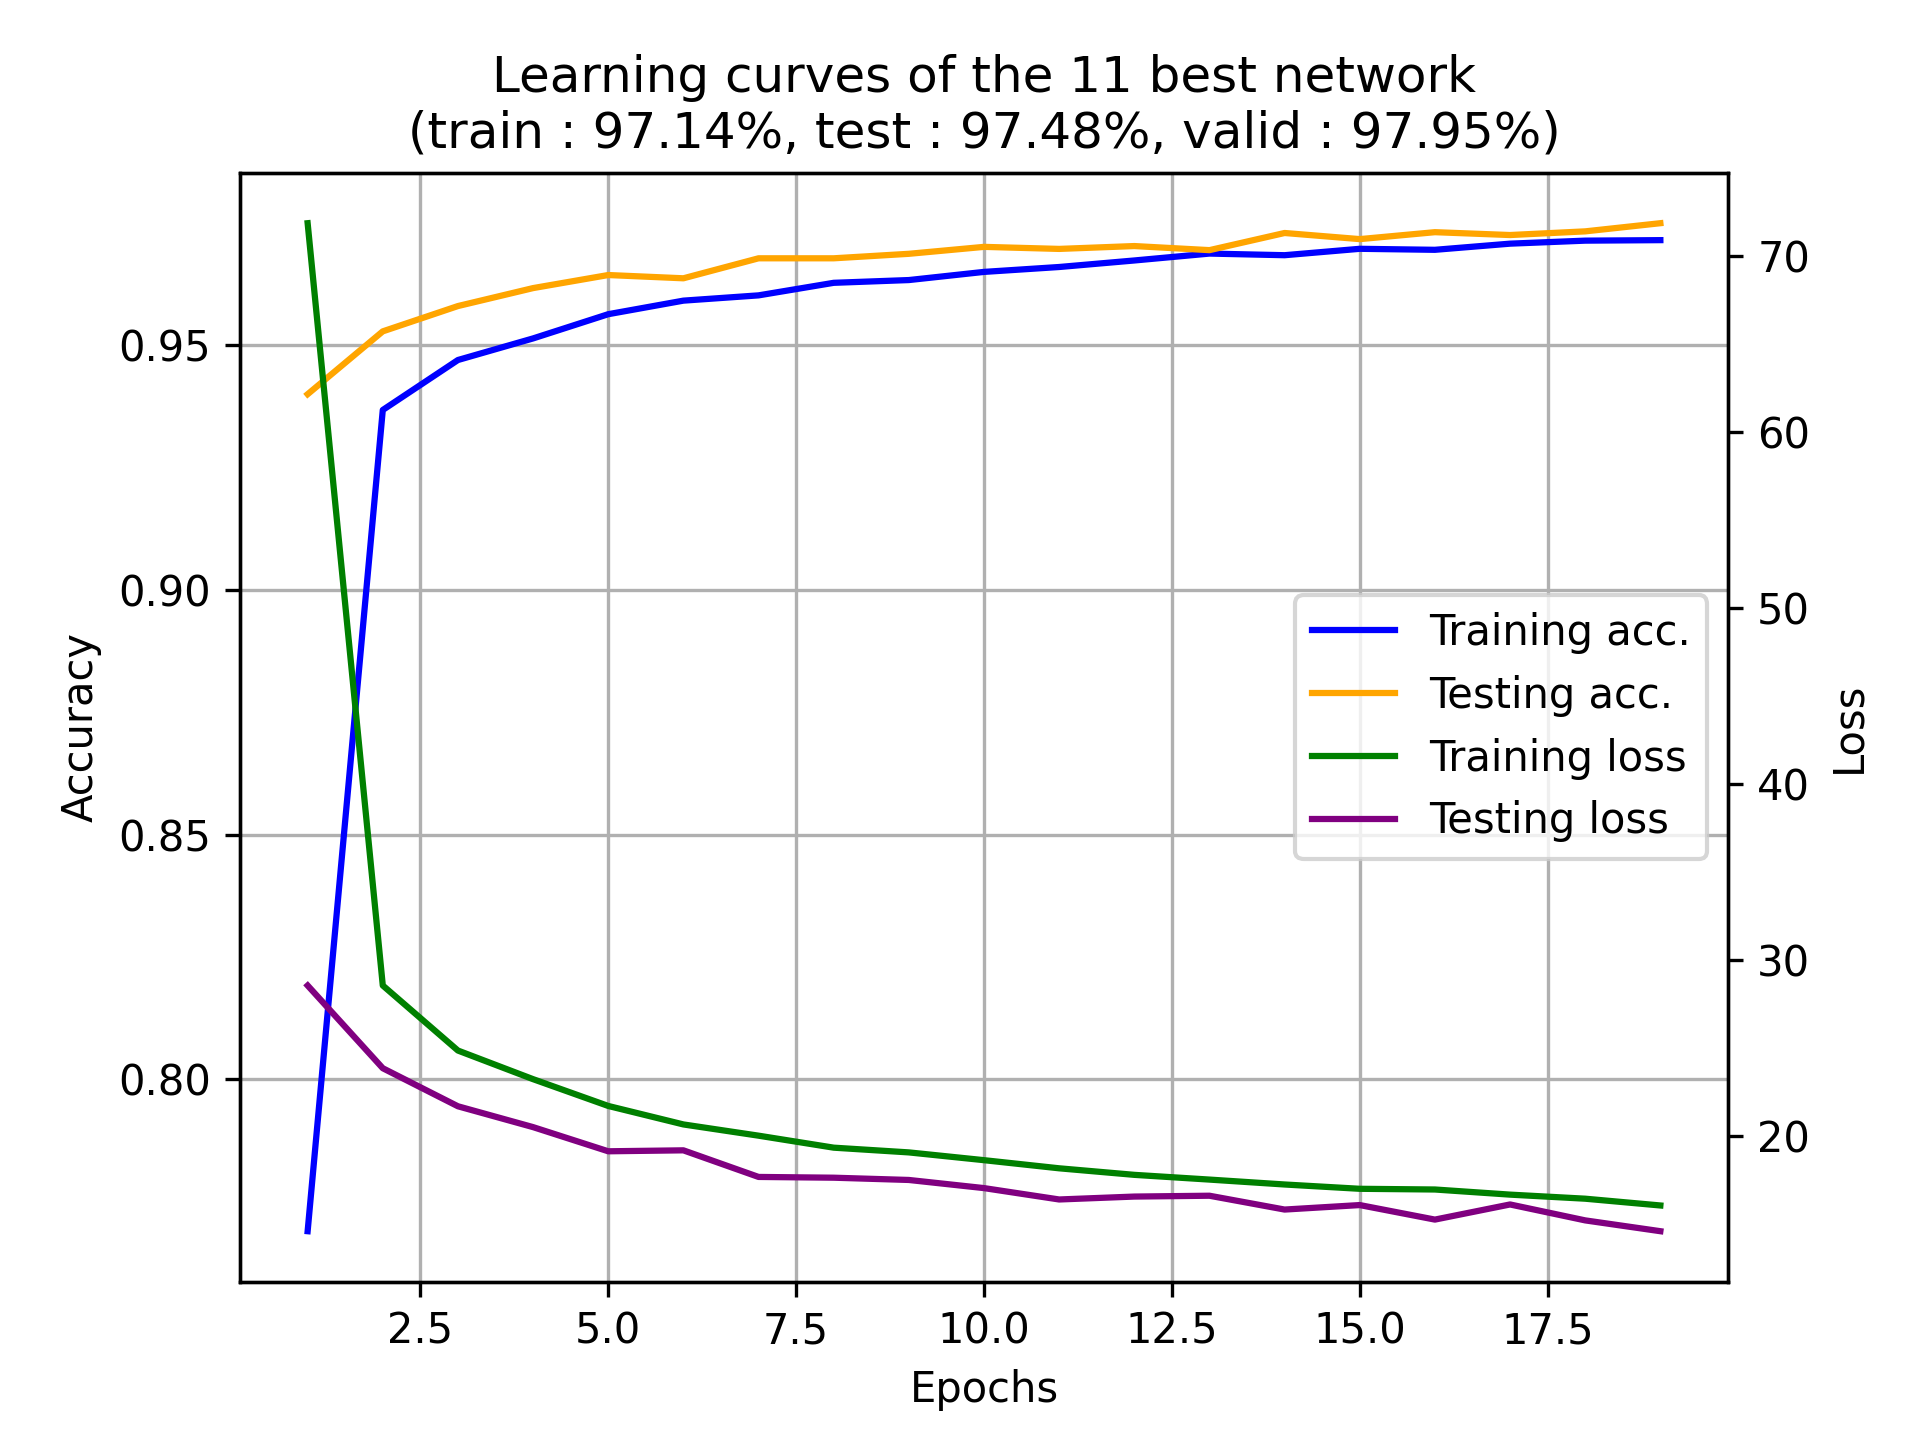 Learning curves of the 11 best network
(train : 97.14%, test : 97.48%, valid : 97.95%)
Accuracy
0.95
0.90
0.85
0.80
70
60
50
40
30
20
Loss
Training acc.
Testing acc.
Training loss
Testing loss
2.5 5.0 7.5 10.0 12.5 15.0 17.5
Epochs